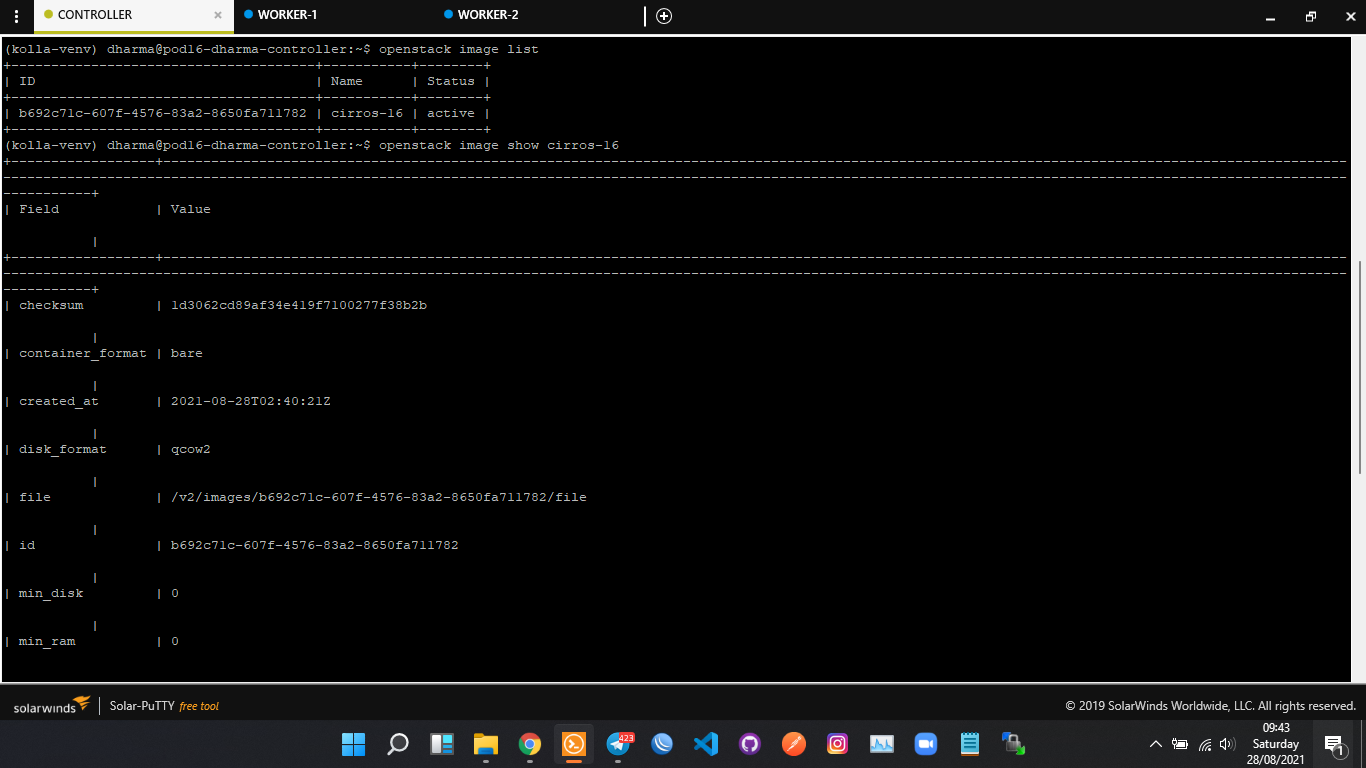 CONTROLLER × WORKER-1 WORKER-2
(kolla-venv) dharma@pod16-dharma-controller:~$ openstack image list
+--------------------------------------+-----------+--------+
| ID | Name | Status |
+--------------------------------------+-----------+--------+
| b692c71c-607f-4576-83a2-8650fa711782 | cirros-16 | active |
+--------------------------------------+-----------+--------+
(kolla-venv) dharma@pod16-dharma-controller:~$ openstack image show cirros-16
| Field | Value
|
| checksum | 1d3062cd89af34e419f7100277f38b2b
|
| container_format | bare
|
| created_at | 2021-08-28T02:40:21Z
|
| disk_format | qcow2
|
| file | /v2/images/b692c71c-607f-4576-83a2-8650fa711782/file
|
| id | b692c71c-607f-4576-83a2-8650fa711782
|
| min_disk | 0
|
| min_ram | 0
solarwinds | Solar-PuTTY free tool © 2019 SolarWinds Worldwide, LLC. All rights reserved.
423
09:43
Saturday
28/08/2021
1